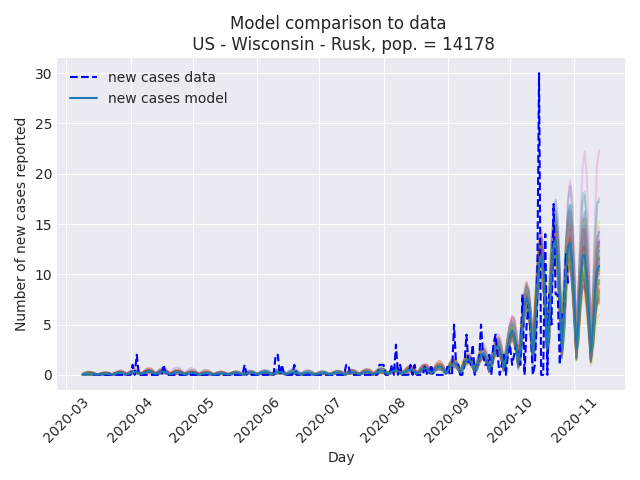 Model comparison to data
US - Wisconsin - Rusk, pop. = 14178
new cases data
new cases model
Number of new cases reported
30
25
20
15
10
5
0
2020-03
2020-04
2020-05
2020-06
2020-07
2020-08
2020-09
2020-10
2020-11
Day